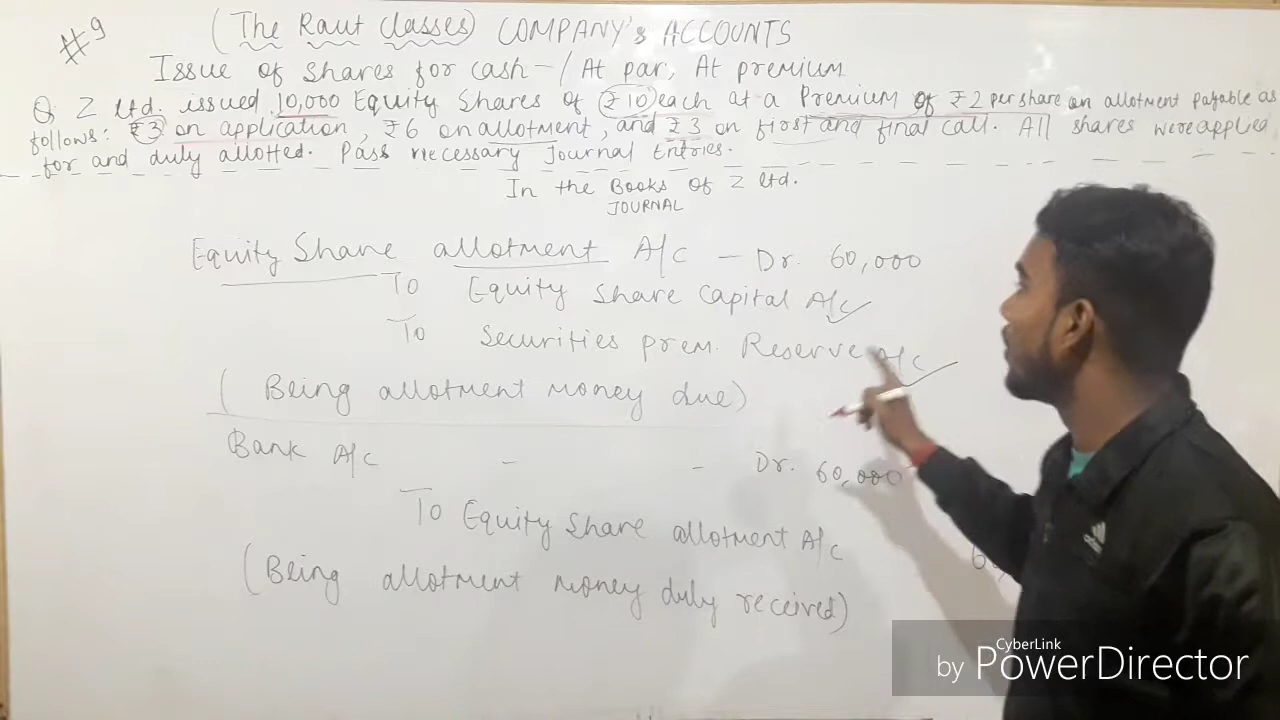 #9
(The Raut Classes) COMPANY's ACCOUNTS
Issue of shares for cash - / At par, At premium
Q. Z ltd. issued 10,000 Equity Shares of ₹10 each at a Premium of ₹2 per share on allotment payable as
follows: ₹3 on application, ₹6 on allotment, and ₹3 on first and final call. All shares were applied
for and duly allotted. Pass necessary Journal Entries.
In the Books of Z ltd.
JOURNAL
Equity Share allotment A/C - Dr. 60,000
To Equity Share Capital A/C
To Securities prem. Reserve A/C
(Being allotment money due)
Bank A/C - - Dr. 60,000
To Equity Share allotment A/C
(Being allotment money duly received)
adidas
by CyberLink PowerDirector